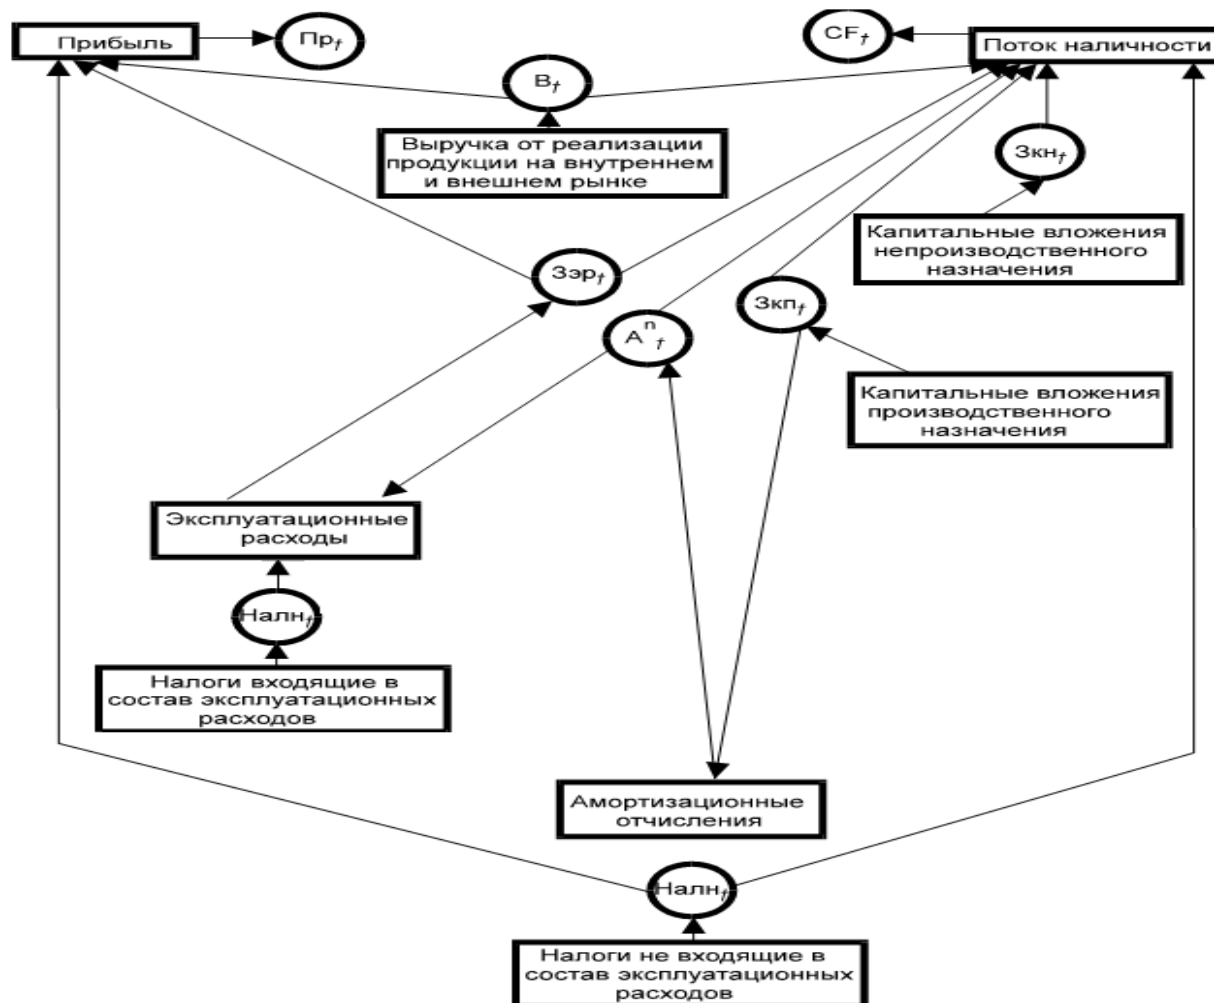 Прибыль
Прt
CFt
Поток наличности
Bt
Выручка от реализации
продукции на внутреннем
и внешнем рынке
Зкнt
Капитальные вложения
непроизводственного
назначения
Зэрt
Зкпt
Aⁿt
Капитальные вложения
производственного
назначения
Эксплуатационные
расходы
Налнt
Налоги входящие в
состав эксплуатационных
расходов
Амортизационные
отчисления
Налнt
Налоги не входящие в
состав эксплуатационных
расходов